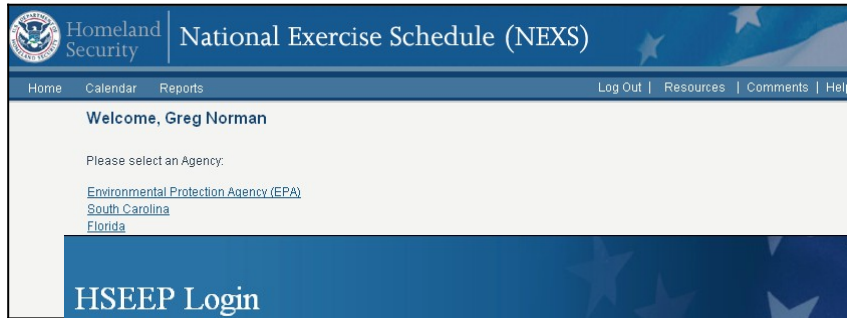 Homeland
Security
National Exercise Schedule (NEXS)
Home Calendar Reports Log Out | Resources | Comments | Help
Welcome, Greg Norman
Please select an Agency:
Environmental Protection Agency (EPA)
South Carolina
Florida
HSEEP Login